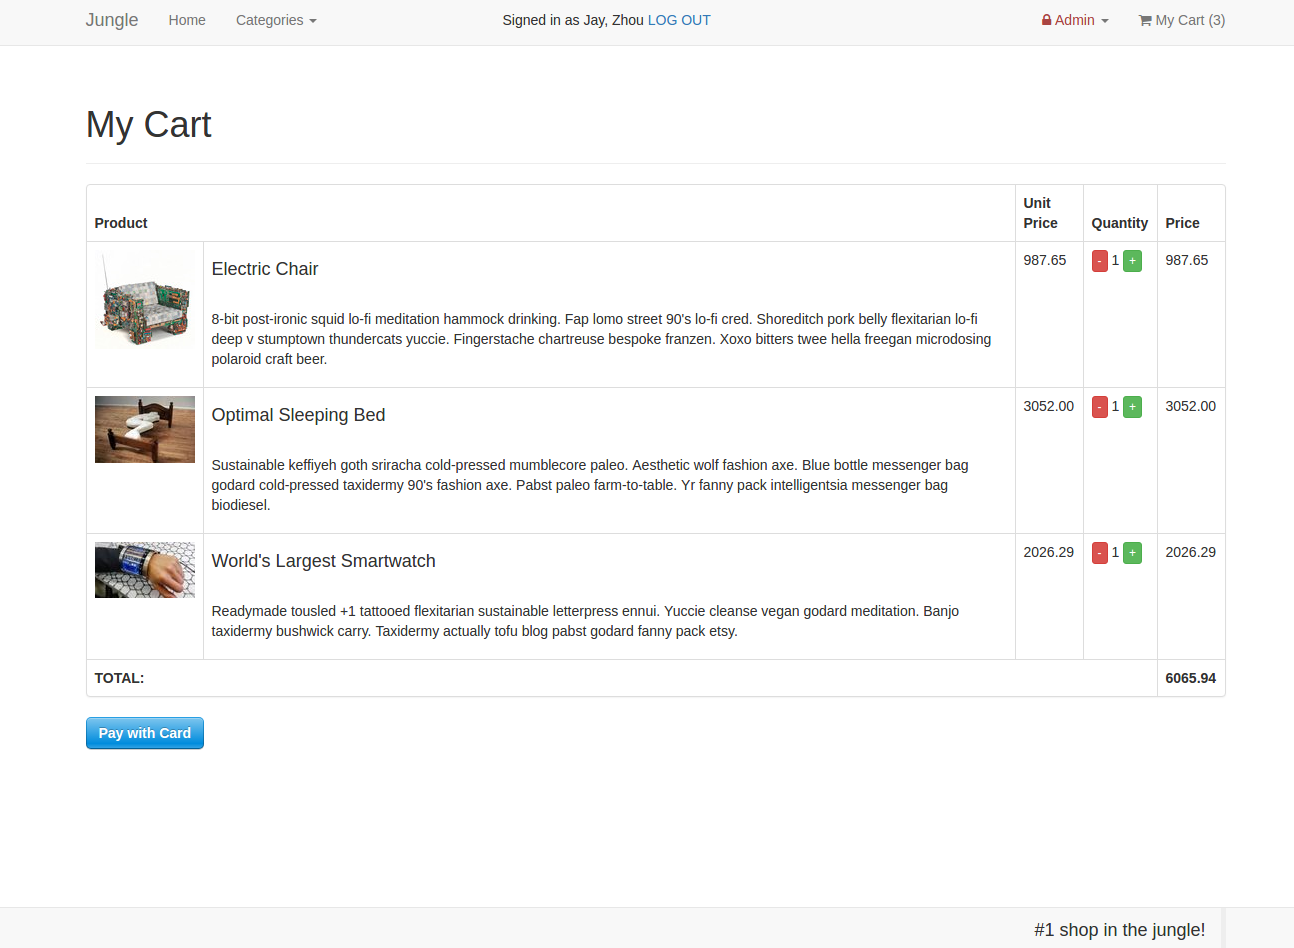 Jungle Home Categories Signed in as Jay, Zhou LOG OUT Admin My Cart (3)
My Cart
Product Unit Price Quantity Price
Electric Chair 987.65 - 1 + 987.65
8-bit post-ironic squid lo-fi meditation hammock drinking. Fap lomo street 90's lo-fi cred. Shoreditch pork belly flexitarian lo-fi
deep v stumptown thundercats yuccie. Fingerstache chartreuse bespoke franzen. Xoxo bitters twee hella freegan microdosing
polaroid craft beer.
Optimal Sleeping Bed 3052.00 - 1 + 3052.00
Sustainable keffiyeh goth sriracha cold-pressed mumblecore paleo. Aesthetic wolf fashion axe. Blue bottle messenger bag
godard cold-pressed taxidermy 90's fashion axe. Pabst paleo farm-to-table. Yr fanny pack intelligentsia messenger bag
biodiesel.
World's Largest Smartwatch 2026.29 - 1 + 2026.29
Readymade tousled +1 tattooed flexitarian sustainable letterpress ennui. Yuccie cleanse vegan godard meditation. Banjo
taxidermy bushwick carry. Taxidermy actually tofu blog pabst godard fanny pack etsy.
TOTAL: 6065.94
Pay with Card
#1 shop in the jungle!